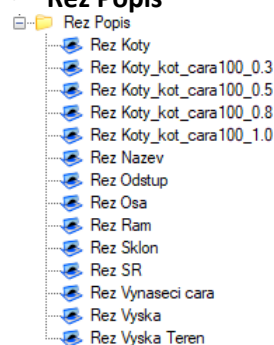 Rez Popis
Rez Popis
Rez Koty
Rez Koty_kot_cara100_0.3
Rez Koty_kot_cara100_0.5
Rez Koty_kot_cara100_0.8
Rez Koty_kot_cara100_1.0
Rez Nazev
Rez Odstup
Rez Osa
Rez Ram
Rez Sklon
Rez SR
Rez Vynaseci cara
Rez Vyska
Rez Vyska Teren